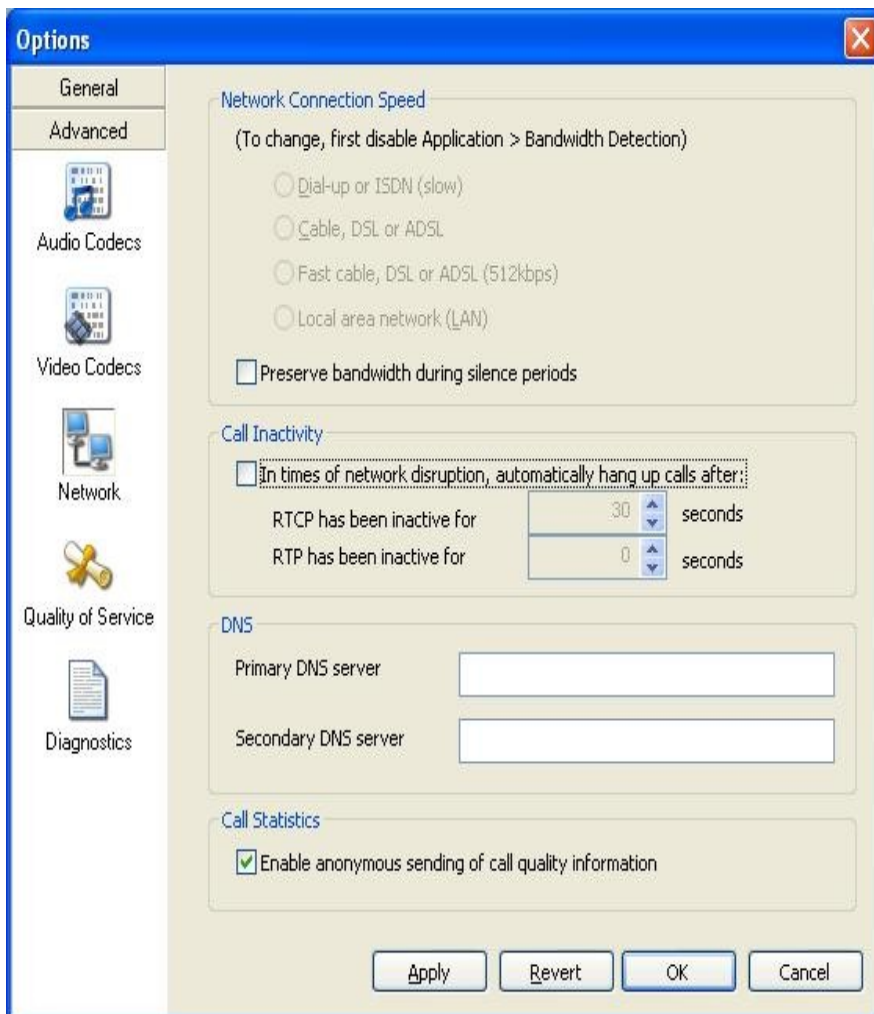 Options
General
Advanced
Audio Codecs
Video Codecs
Network
Quality of Service
Diagnostics
Network Connection Speed
(To change, first disable Application > Bandwidth Detection)
Dial-up or ISDN (slow)
Cable, DSL or ADSL
Fast cable, DSL or ADSL (512kbps)
Local area network (LAN)
Preserve bandwidth during silence periods
Call Inactivity
In times of network disruption, automatically hang up calls after:
RTCP has been inactive for 30 seconds
RTP has been inactive for 0 seconds
DNS
Primary DNS server
Secondary DNS server
Call Statistics
Enable anonymous sending of call quality information
Apply Revert OK Cancel